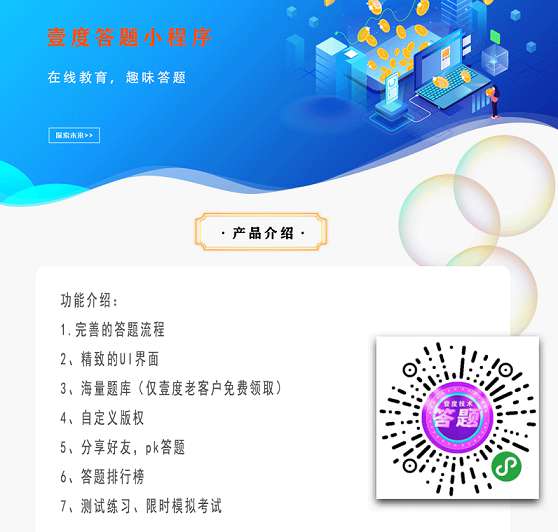 壹度答题小程序
在线教育，趣味答题
探索未来>>
· 产品介绍 ·
功能介绍：
1.完善的答题流程
2、精致的UI界面
3、海量题库（仅壹度老客户免费领取）
4、自定义版权
5、分享好友，pk答题
6、答题排行榜
7、测试练习、限时模拟考试
壹度技术
答题